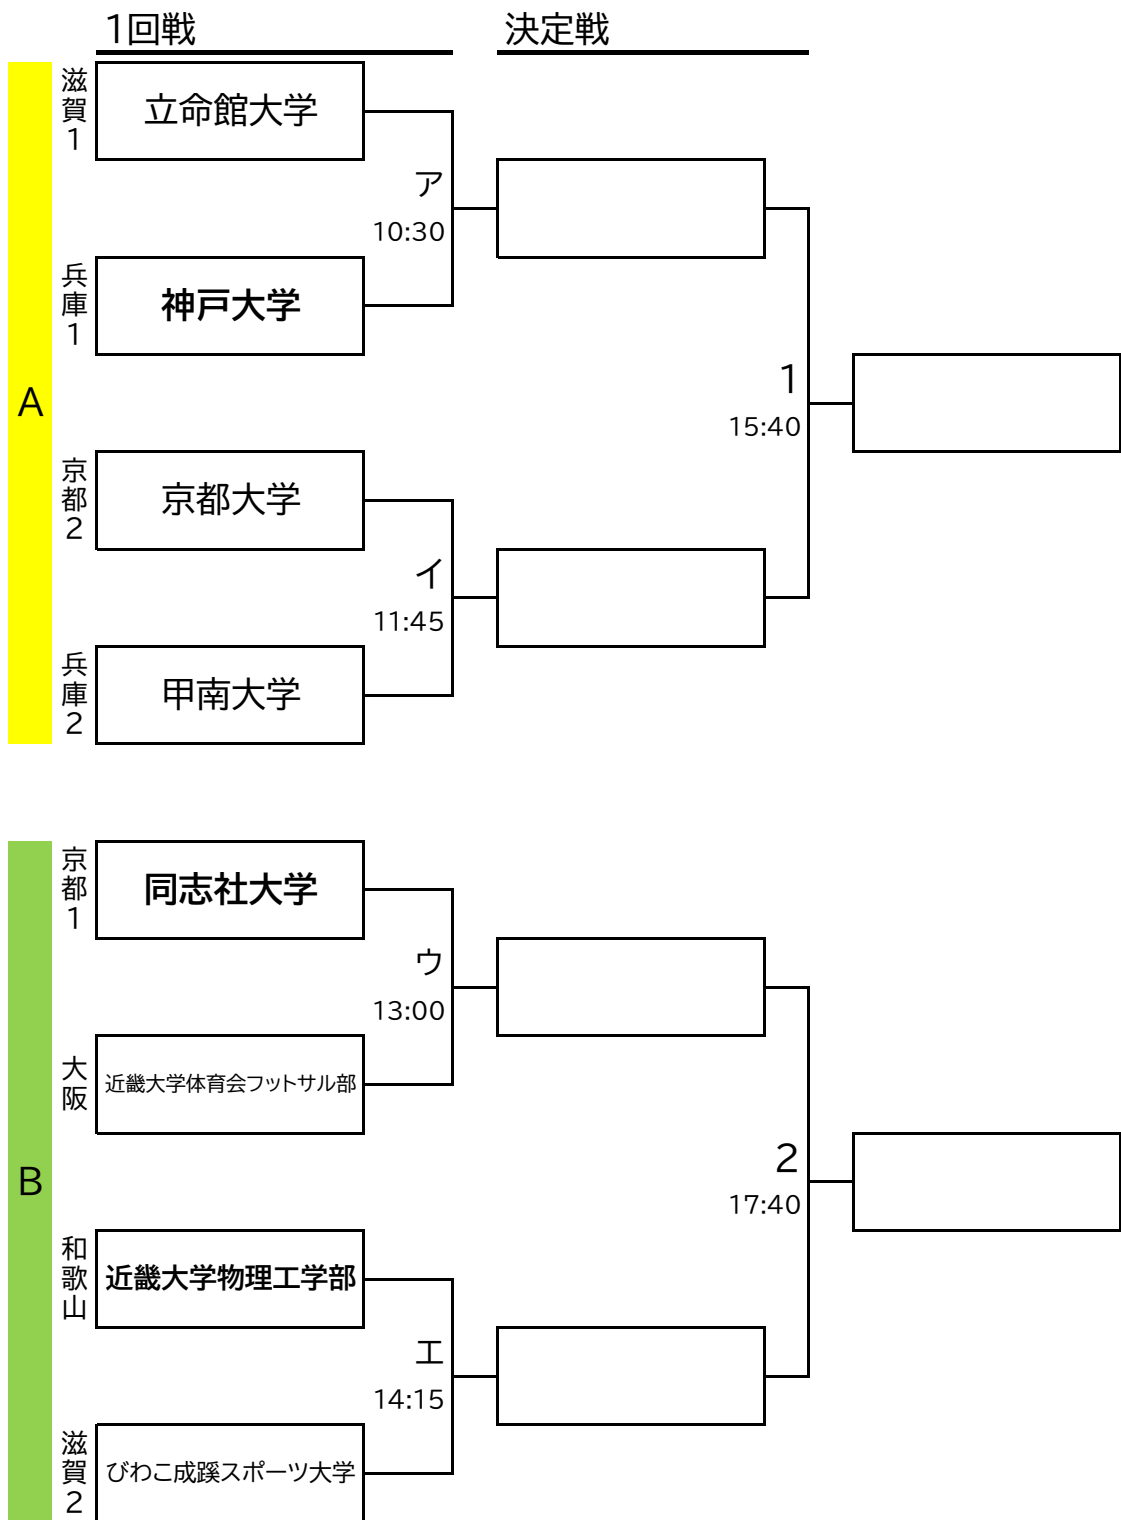 1回戦
決定戦
A
滋賀1
立命館大学
ア
10:30
兵庫1
神戸大学
1
15:40
京都2
京都大学
イ
11:45
兵庫2
甲南大学
B
京都1
同志社大学
ウ
13:00
大阪
近畿大学体育会フットサル部
2
17:40
和歌山
近畿大学物理工学部
エ
14:15
滋賀2
びわこ成蹊スポーツ大学